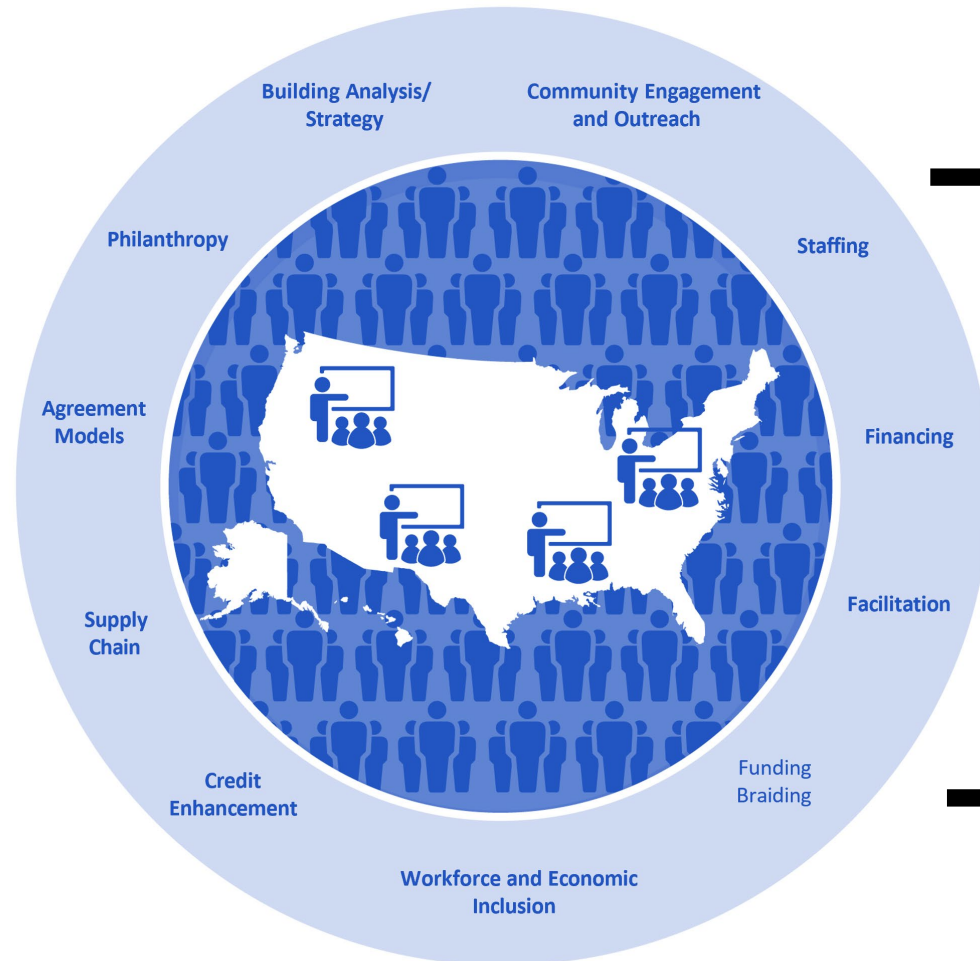 Building Analysis/
Strategy
Community Engagement
and Outreach
Philanthropy
Staffing
Agreement
Models
Financing
Supply
Chain
Facilitation
Credit
Enhancement
Funding
Braiding
Workforce and Economic
Inclusion